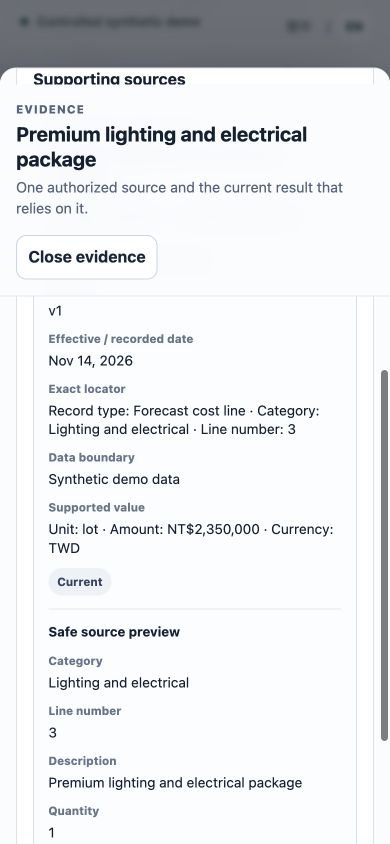 Controlled synthetic demo
EN
Supporting sources
EVIDENCE
Premium lighting and electrical
package
One authorized source and the current result that
relies on it.
Close evidence
v1
Effective / recorded date
Nov 14, 2026
Exact locator
Record type: Forecast cost line · Category:
Lighting and electrical · Line number: 3
Data boundary
Synthetic demo data
Supported value
Unit: lot · Amount: NT$2,350,000 · Currency:
TWD
Current
Safe source preview
Category
Lighting and electrical
Line number
3
Description
Premium lighting and electrical package
Quantity
1